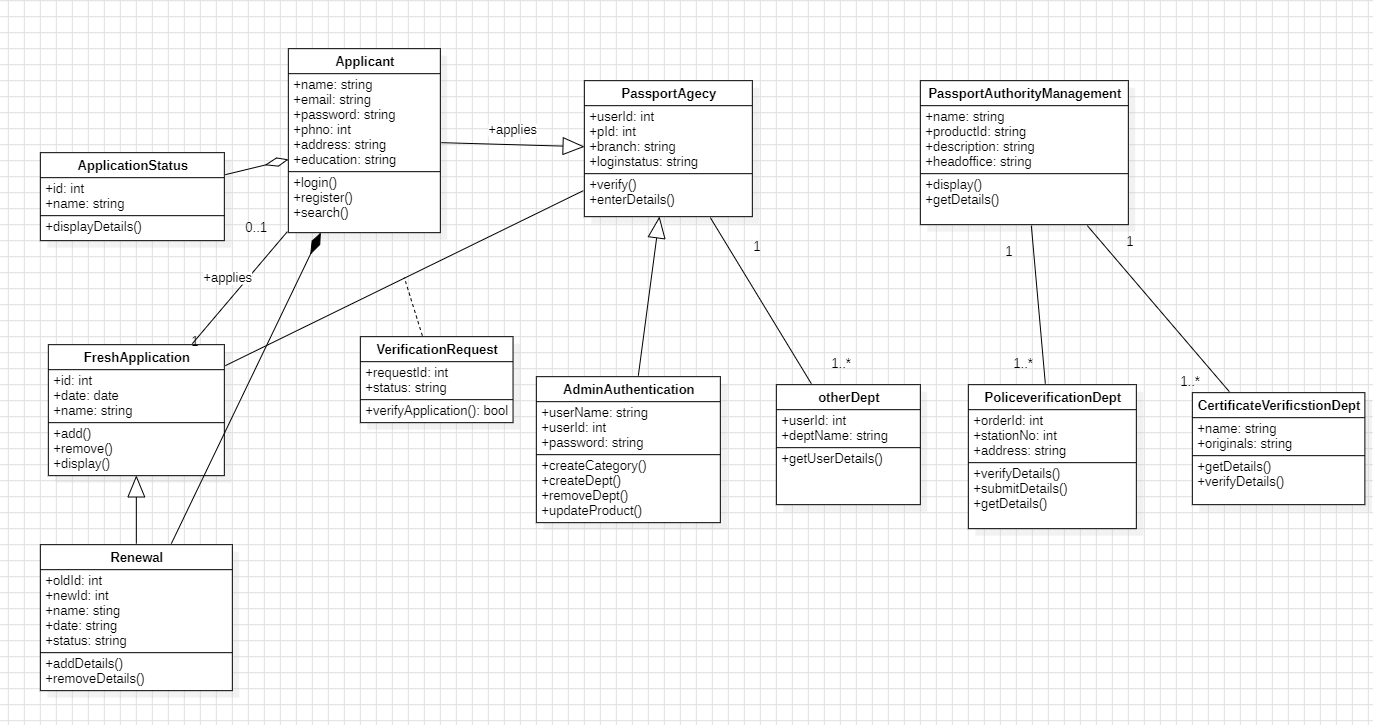 Applicant
+name: string
+email: string
+password: string
+phno: int
+address: string
+education: string
+login()
+register()
+search()
+applies
PassportAgecy
+userId: int
+pId: int
+branch: string
+loginstatus: string
+verify()
+enterDetails()
PassportAuthorityManagement
+name: string
+productId: string
+description: string
+headoffice: string
+display()
+getDetails()
ApplicationStatus
+id: int
+name: string
+displayDetails()
0..1
+applies
1
1
1..*
1
1..*
1
1..*
FreshApplication
+id: int
+date: date
+name: string
+add()
+remove()
+display()
VerificationRequest
+requestId: int
+status: string
+verifyApplication(): bool
AdminAuthentication
+userName: string
+userId: int
+password: string
+createCategory()
+createDept()
+removeDept()
+updateProduct()
otherDept
+userId: int
+deptName: string
+getUserDetails()
PoliceverificationDept
+orderId: int
+stationNo: int
+address: string
+verifyDetails()
+submitDetails()
+getDetails()
CertificateVerificstionDept
+name: string
+originals: string
+getDetails()
+verifyDetails()
Renewal
+oldId: int
+newId: int
+name: sting
+date: string
+status: string
+addDetails()
+removeDetails()